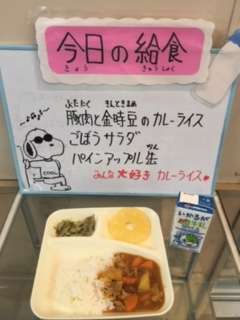 今日の給食
きょう きゅうしょく
ぶたにく きんときまめ
豚肉と金時豆のカレーライス
ごぼうサラダ
パインアップル缶
かん
みんな大好き カレーライス
COOL